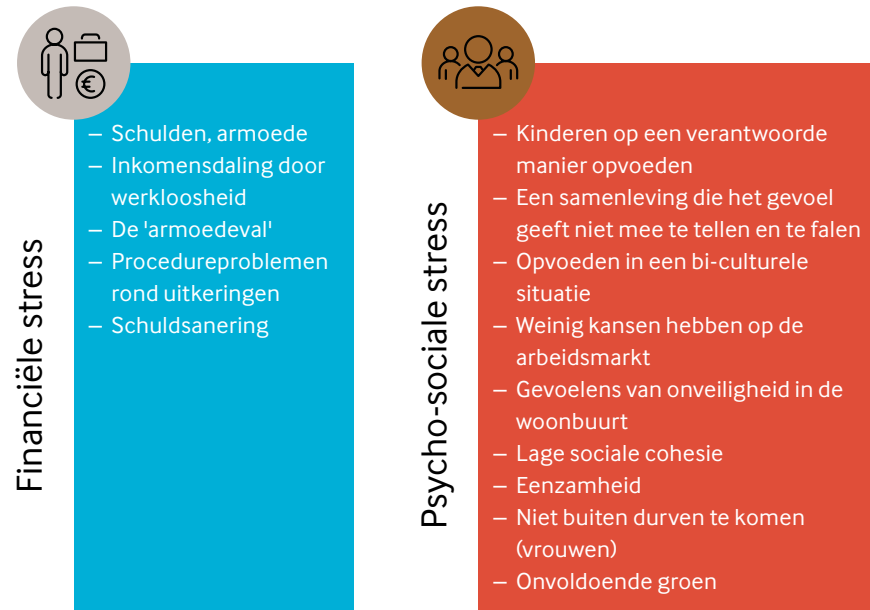 Financiële stress
– Schulden, armoede
– Inkomensdaling door
werkloosheid
– De 'armoedeval'
– Procedureproblemen
rond uitkeringen
– Schuldsanering
Psycho-sociale stress
– Kinderen op een verantwoorde
manier opvoeden
– Een samenleving die het gevoel
geeft niet mee te tellen en te falen
– Opvoeden in een bi-culturele
situatie
– Weinig kansen hebben op de
arbeidsmarkt
– Gevoelens van onveiligheid in de
woonbuurt
– Lage sociale cohesie
– Eenzamheid
– Niet buiten durven te komen
(vrouwen)
– Onvoldoende groen